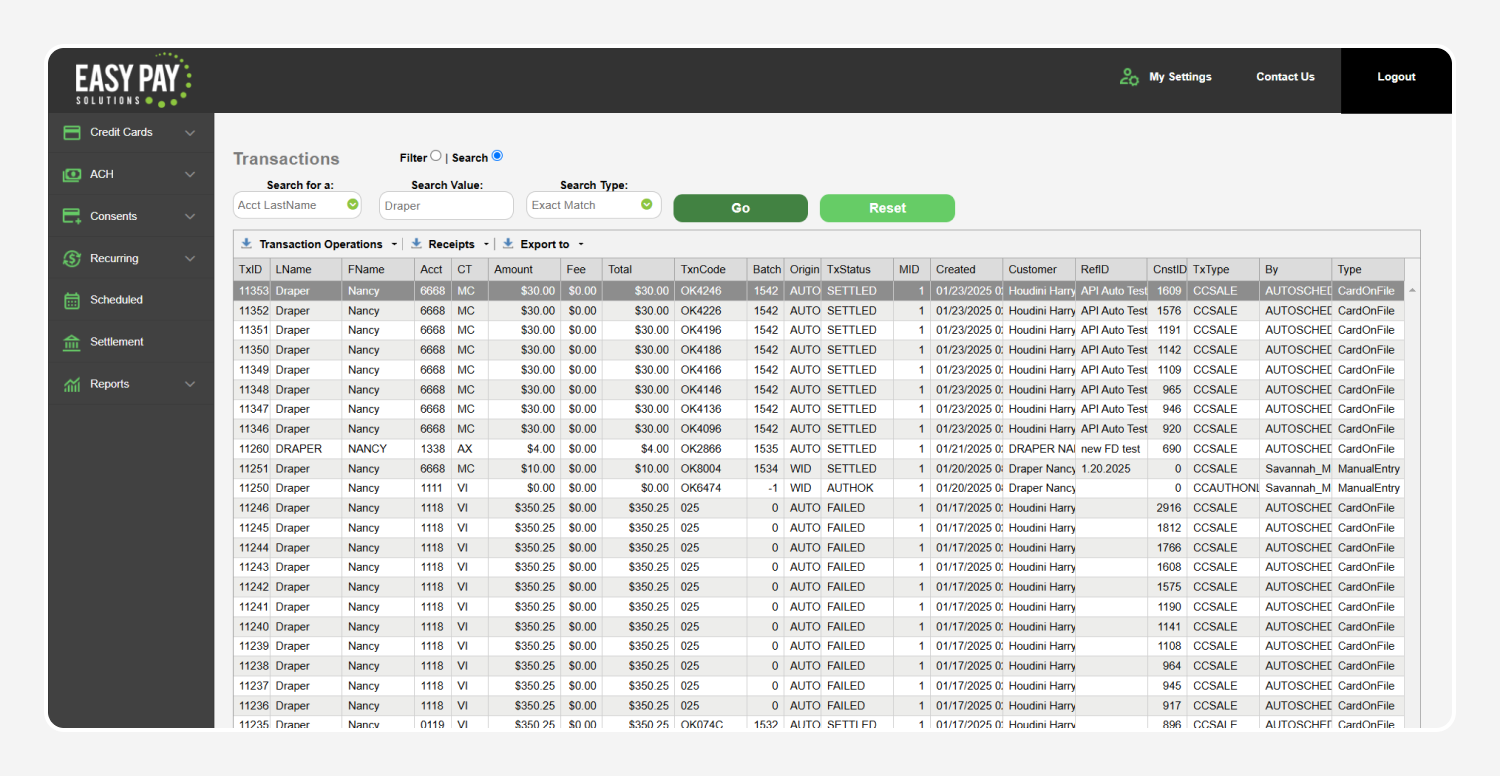 EASY PAY
SOLUTIONS
My Settings Contact Us Logout
Credit Cards
ACH
Consents
Recurring
Scheduled
Settlement
Reports
Transactions Filter | Search
Search for a: Search Value: Search Type:
Acct LastName Draper Exact Match Go Reset
Transaction Operations | Receipts | Export to
TxID LName FName Acct CT Amount Fee Total TxnCode Batch Origin TxStatus MID Created Customer RefID CnstID TxType By Type
11353 Draper Nancy 6668 MC $30.00 $0.00 $30.00 OK4246 1542 AUTO SETTLED 1 01/23/2025 0 Houdini Harry API Auto Test 1609 CCSALE AUTOSCHED CardOnFile
11352 Draper Nancy 6668 MC $30.00 $0.00 $30.00 OK4226 1542 AUTO SETTLED 1 01/23/2025 0 Houdini Harry API Auto Test 1576 CCSALE AUTOSCHED CardOnFile
11351 Draper Nancy 6668 MC $30.00 $0.00 $30.00 OK4196 1542 AUTO SETTLED 1 01/23/2025 0 Houdini Harry API Auto Test 1191 CCSALE AUTOSCHED CardOnFile
11350 Draper Nancy 6668 MC $30.00 $0.00 $30.00 OK4186 1542 AUTO SETTLED 1 01/23/2025 0 Houdini Harry API Auto Test 1142 CCSALE AUTOSCHED CardOnFile
11349 Draper Nancy 6668 MC $30.00 $0.00 $30.00 OK4166 1542 AUTO SETTLED 1 01/23/2025 0 Houdini Harry API Auto Test 1109 CCSALE AUTOSCHED CardOnFile
11348 Draper Nancy 6668 MC $30.00 $0.00 $30.00 OK4146 1542 AUTO SETTLED 1 01/23/2025 0 Houdini Harry API Auto Test 965 CCSALE AUTOSCHED CardOnFile
11347 Draper Nancy 6668 MC $30.00 $0.00 $30.00 OK4136 1542 AUTO SETTLED 1 01/23/2025 0 Houdini Harry API Auto Test 946 CCSALE AUTOSCHED CardOnFile
11346 Draper Nancy 6668 MC $30.00 $0.00 $30.00 OK4096 1542 AUTO SETTLED 1 01/23/2025 0 Houdini Harry API Auto Test 920 CCSALE AUTOSCHED CardOnFile
11260 DRAPER NANCY 1338 AX $4.00 $0.00 $4.00 OK2866 1535 AUTO SETTLED 1 01/21/2025 0 DRAPER NAI new FD test 690 CCSALE AUTOSCHED CardOnFile
11251 Draper Nancy 6668 MC $10.00 $0.00 $10.00 OK8004 1534 WID SETTLED 1 01/20/2025 0 Draper Nancy 1.20.2025 0 CCSALE Savannah_M ManualEntry
11250 Draper Nancy 1111 VI $0.00 $0.00 $0.00 OK6474 -1 WID AUTHOK 1 01/20/2025 0 Draper Nancy 0 CCAUTHONL Savannah_M ManualEntry
11246 Draper Nancy 1118 VI $350.25 $0.00 $350.25 025 0 AUTO FAILED 1 01/17/2025 0 Houdini Harry 2916 CCSALE AUTOSCHED CardOnFile
11245 Draper Nancy 1118 VI $350.25 $0.00 $350.25 025 0 AUTO FAILED 1 01/17/2025 0 Houdini Harry 1812 CCSALE AUTOSCHED CardOnFile
11244 Draper Nancy 1118 VI $350.25 $0.00 $350.25 025 0 AUTO FAILED 1 01/17/2025 0 Houdini Harry 1766 CCSALE AUTOSCHED CardOnFile
11243 Draper Nancy 1118 VI $350.25 $0.00 $350.25 025 0 AUTO FAILED 1 01/17/2025 0 Houdini Harry 1608 CCSALE AUTOSCHED CardOnFile
11242 Draper Nancy 1118 VI $350.25 $0.00 $350.25 025 0 AUTO FAILED 1 01/17/2025 0 Houdini Harry 1575 CCSALE AUTOSCHED CardOnFile
11241 Draper Nancy 1118 VI $350.25 $0.00 $350.25 025 0 AUTO FAILED 1 01/17/2025 0 Houdini Harry 1190 CCSALE AUTOSCHED CardOnFile
11240 Draper Nancy 1118 VI $350.25 $0.00 $350.25 025 0 AUTO FAILED 1 01/17/2025 0 Houdini Harry 1141 CCSALE AUTOSCHED CardOnFile
11239 Draper Nancy 1118 VI $350.25 $0.00 $350.25 025 0 AUTO FAILED 1 01/17/2025 0 Houdini Harry 1108 CCSALE AUTOSCHED CardOnFile
11238 Draper Nancy 1118 VI $350.25 $0.00 $350.25 025 0 AUTO FAILED 1 01/17/2025 0 Houdini Harry 964 CCSALE AUTOSCHED CardOnFile
11237 Draper Nancy 1118 VI $350.25 $0.00 $350.25 025 0 AUTO FAILED 1 01/17/2025 0 Houdini Harry 945 CCSALE AUTOSCHED CardOnFile
11236 Draper Nancy 1118 VI $350.25 $0.00 $350.25 025 0 AUTO FAILED 1 01/17/2025 0 Houdini Harry 917 CCSALE AUTOSCHED CardOnFile
11235 Draper Nancy 0119 VI $350.25 $0.00 $350.25 OK074C 1532 AUTO SETTLED 1 01/17/2025 0 Houdini Harry 896 CCSALE AUTOSCHED CardOnFile